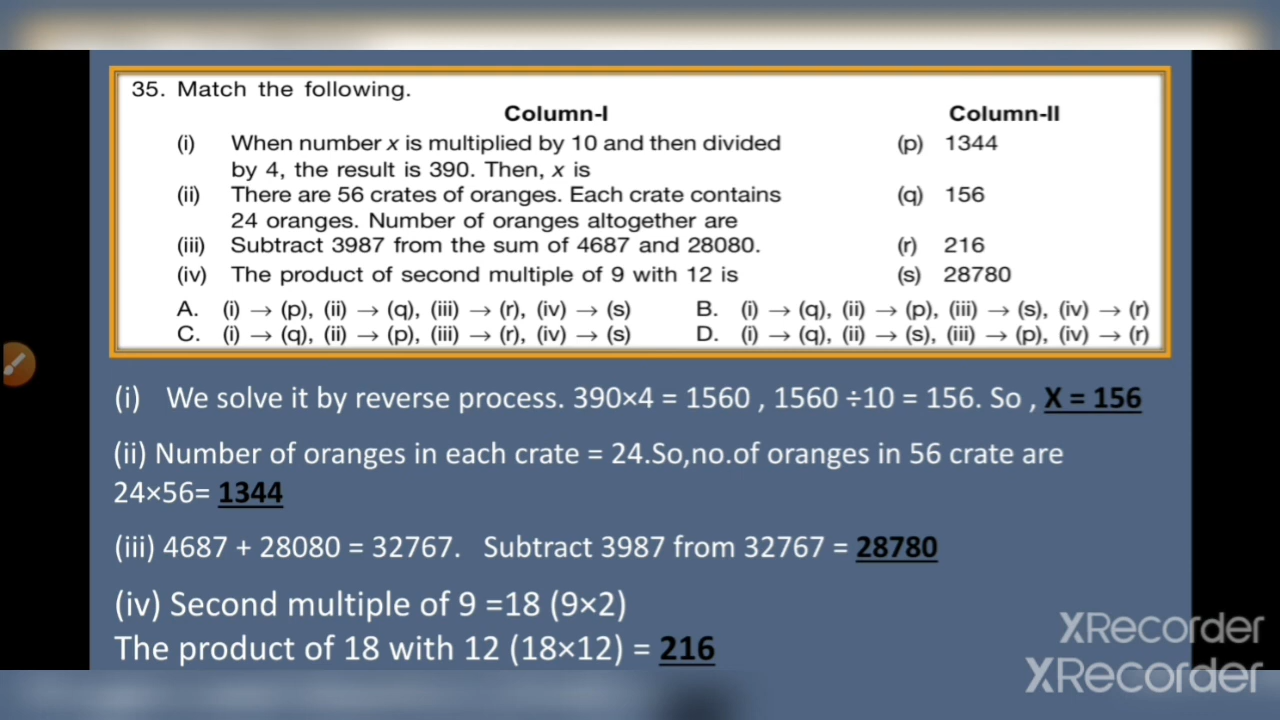 35. Match the following.
Column-I Column-II
(i) When number x is multiplied by 10 and then divided (p) 1344
by 4, the result is 390. Then, x is
(ii) There are 56 crates of oranges. Each crate contains (q) 156
24 oranges. Number of oranges altogether are
(iii) Subtract 3987 from the sum of 4687 and 28080. (r) 216
(iv) The product of second multiple of 9 with 12 is (s) 28780
A. (i) → (p), (ii) → (q), (iii) → (r), (iv) → (s) B. (i) → (q), (ii) → (p), (iii) → (s), (iv) → (r)
C. (i) → (q), (ii) → (p), (iii) → (r), (iv) → (s) D. (i) → (q), (ii) → (s), (iii) → (p), (iv) → (r)
(i) We solve it by reverse process. 390×4 = 1560 , 1560 ÷10 = 156. So , X = 156
(ii) Number of oranges in each crate = 24.So,no.of oranges in 56 crate are
24×56= 1344
(iii) 4687 + 28080 = 32767. Subtract 3987 from 32767 = 28780
(iv) Second multiple of 9 =18 (9×2)
The product of 18 with 12 (18×12) = 216
XRecorder
XRecorder